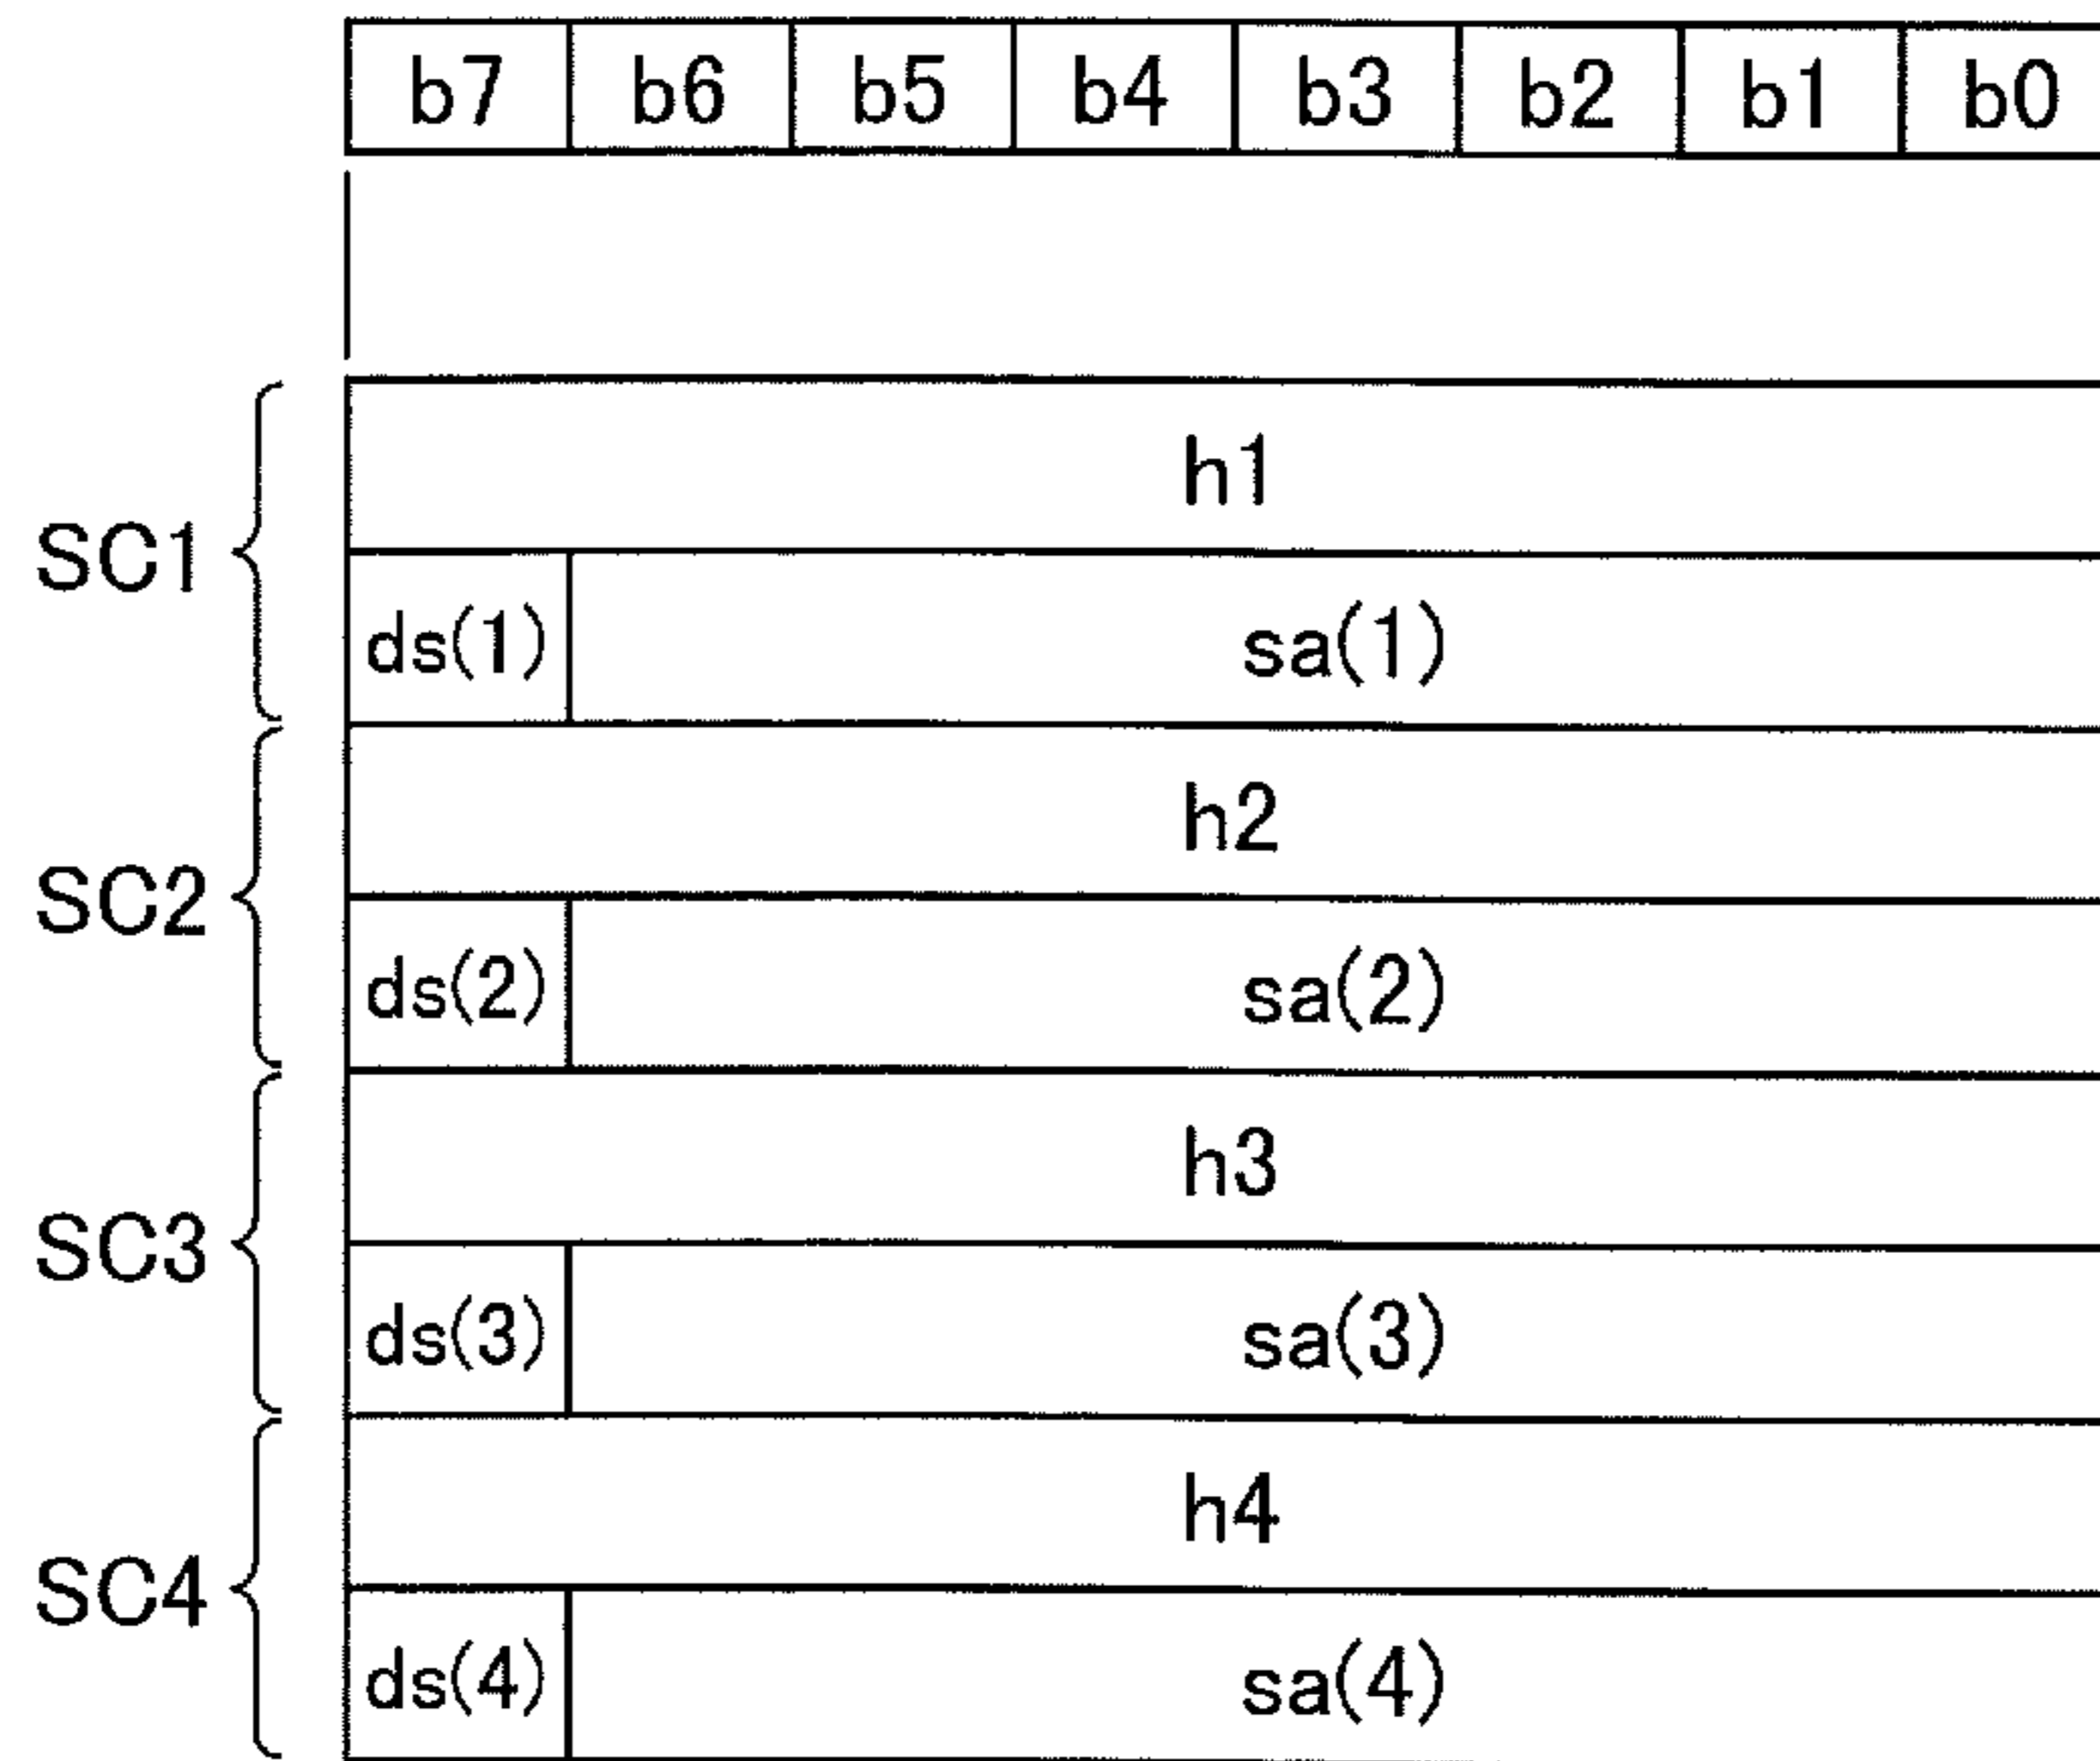 b7 b6 b5 b4 b3 b2 b1 b0
h1
SC1
ds(1) sa(1)
h2
SC2
ds(2) sa(2)
h3
SC3
ds(3) sa(3)
h4
SC4
ds(4) sa(4)